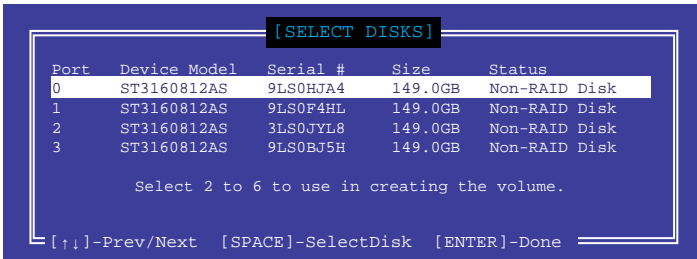 [SELECT DISKS]
Port Device Model Serial # Size Status
0 ST3160812AS 9LS0HJA4 149.0GB Non-RAID Disk
1 ST3160812AS 9LS0F4HL 149.0GB Non-RAID Disk
2 ST3160812AS 3LS0JYL8 149.0GB Non-RAID Disk
3 ST3160812AS 9LS0BJ5H 149.0GB Non-RAID Disk
Select 2 to 6 to use in creating the volume.
[↑↓]-Prev/Next [SPACE]-SelectDisk [ENTER]-Done